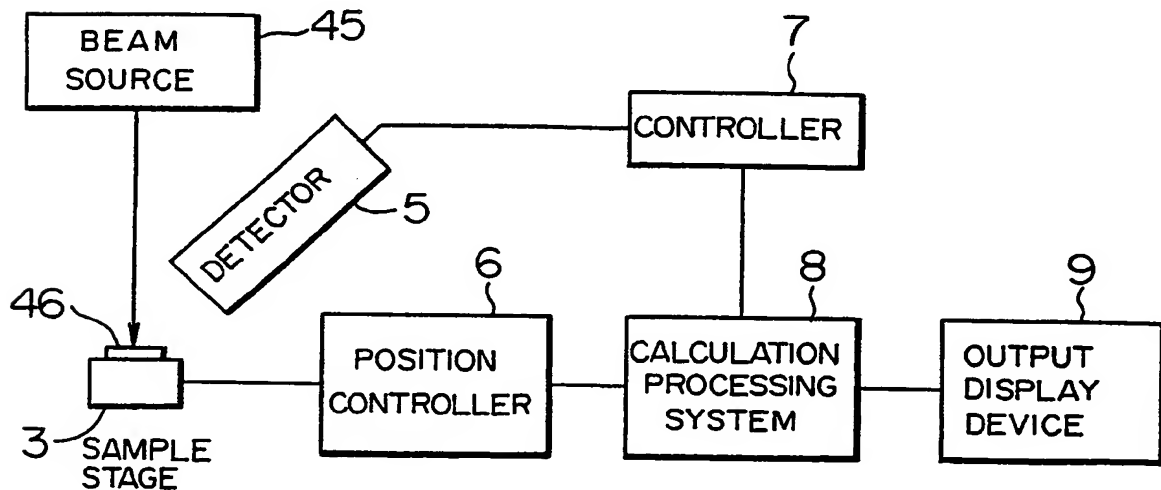 BEAM
SOURCE
45
7
CONTROLLER
DETECTOR
5
46
3
SAMPLE
STAGE
6
POSITION
CONTROLLER
8
CALCULATION
PROCESSING
SYSTEM
9
OUTPUT
DISPLAY
DEVICE